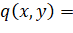 q(x,y) =